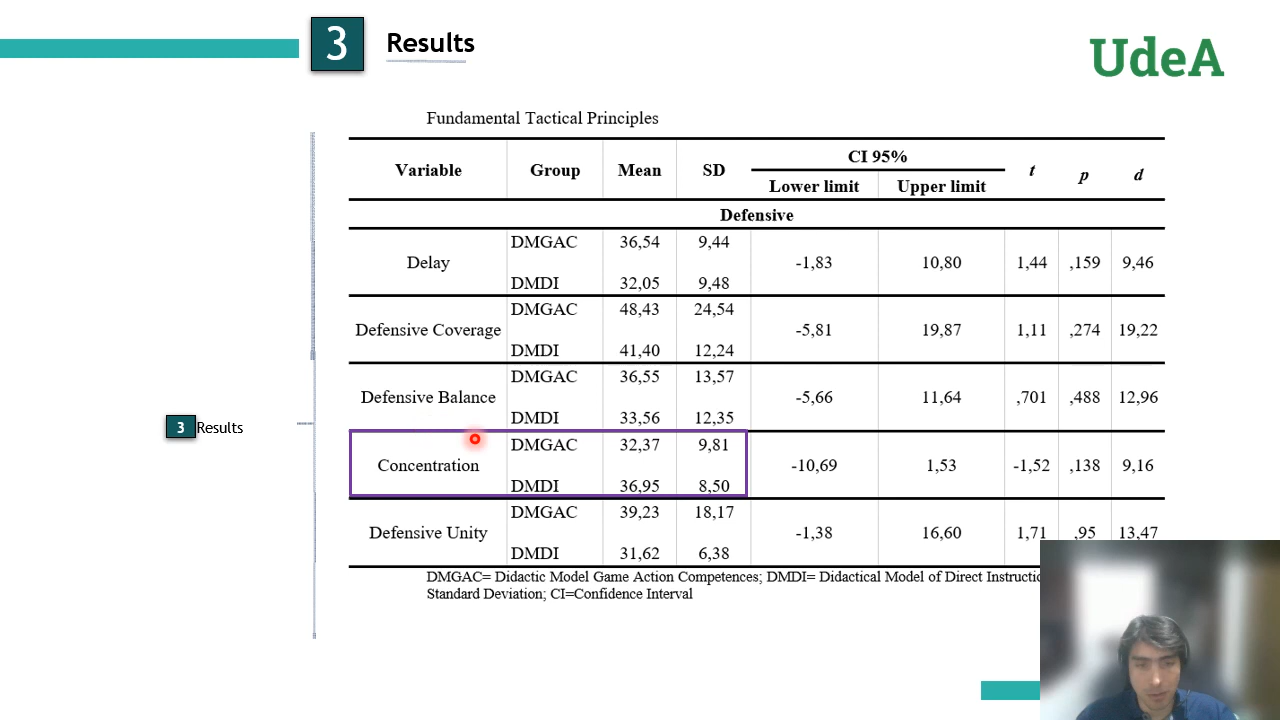 3 Results
UdeA
Fundamental Tactical Principles
Variable Group Mean SD CI 95% t p d
Lower limit Upper limit
Defensive
Delay DMGAC 36,54 9,44 -1,83 10,80 1,44 ,159 9,46
DMDI 32,05 9,48
Defensive Coverage DMGAC 48,43 24,54 -5,81 19,87 1,11 ,274 19,22
DMDI 41,40 12,24
Defensive Balance DMGAC 36,55 13,57 -5,66 11,64 ,701 ,488 12,96
DMDI 33,56 12,35
3 Results
Concentration DMGAC 32,37 9,81 -10,69 1,53 -1,52 ,138 9,16
DMDI 36,95 8,50
Defensive Unity DMGAC 39,23 18,17 -1,38 16,60 1,71 ,95 13,47
DMDI 31,62 6,38
DMGAC= Didactic Model Game Action Competences; DMDI= Didactical Model of Direct
Standard Deviation; CI=Confidence Interval